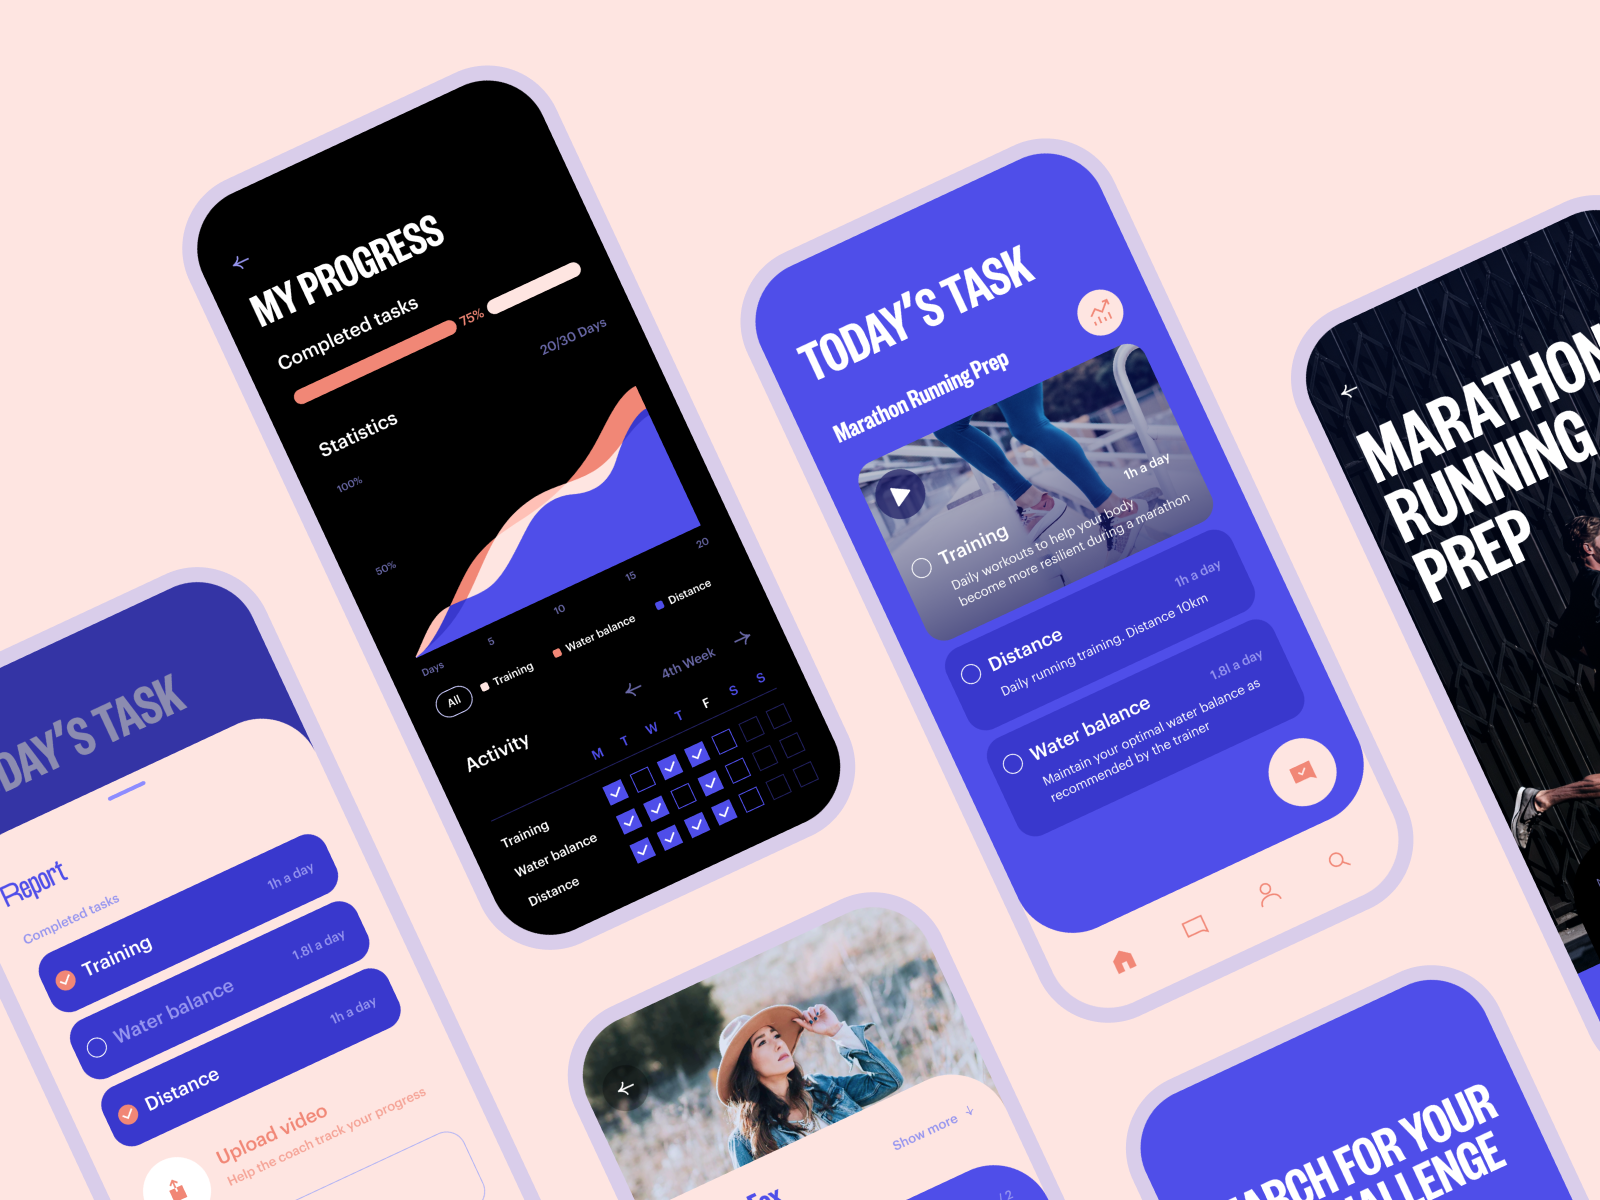 MY PROGRESS
Completed tasks
75%
20/30 Days
Statistics
100%
50%
Days
5
10
15
20
All
Training
Water balance
Distance
Activity
4th Week
M T W T F S S
Training
Water balance
Distance
TODAY'S TASK
Marathon Running Prep
1h a day
Training
Daily workouts to help your body
become more resilient during a marathon
1h a day
Distance
Daily running training. Distance 10km
1.8l a day
Water balance
Maintain your optimal water balance as
recommended by the trainer
MARATHON
RUNNING
PREP
DAY'S TASK
Report
Completed tasks
Training
1h a day
Water balance
1.8l a day
Distance
1h a day
Upload video
Help the coach track your progress
Show more
Fox
/ 2
ARCH FOR YOUR
ALLENGE